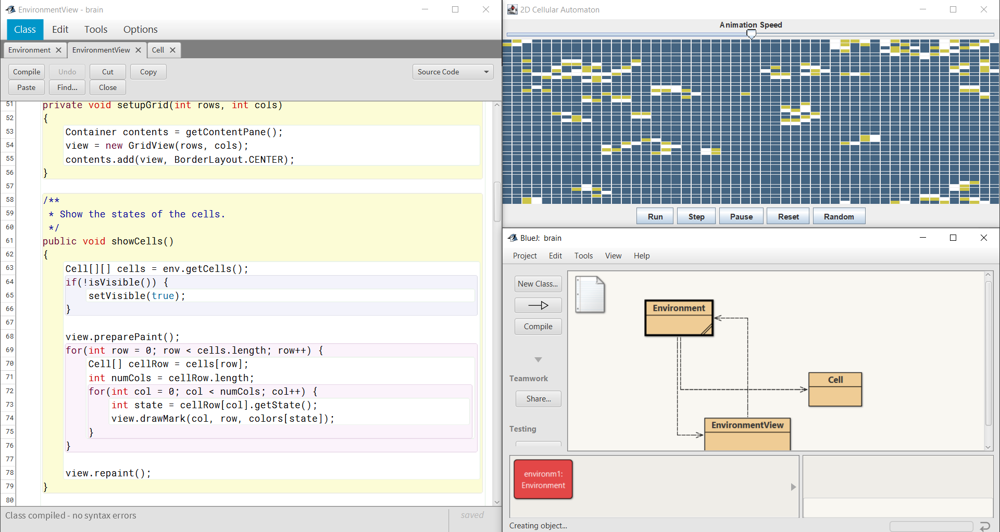 EnvironmentView - brain
Class Edit Tools Options
Environment EnvironmentView Cell
Compile Undo Cut Copy Source Code
Paste Find... Close
51 private void setupGrid(int rows, int cols)
52 {
53 Container contents = getContentPane();
54 view = new GridView(rows, cols);
55 contents.add(view, BorderLayout.CENTER);
56 }
57
58 /**
59 * Show the states of the cells.
60 */
61 public void showCells()
62 {
63 Cell[][] cells = env.getCells();
64 if(!isVisible()) {
65 setVisible(true);
66 }
67
68 view.preparePaint();
69 for(int row = 0; row < cells.length; row++) {
70 Cell[] cellRow = cells[row];
71 int numCols = cellRow.length;
72 for(int col = 0; col < numCols; col++) {
73 int state = cellRow[col].getState();
74 view.drawMark(col, row, colors[state]);
75 }
76 }
77
78 view.repaint();
79 }
80
Class compiled - no syntax errors
saved
2D Cellular Automaton
Animation Speed
Run Step Pause Reset Random
BlueJ: brain
Project Edit Tools View Help
New Class...
Compile
Teamwork
Share...
Testing
Environment
Cell
EnvironmentView
environm1:
Environment
Creating object...